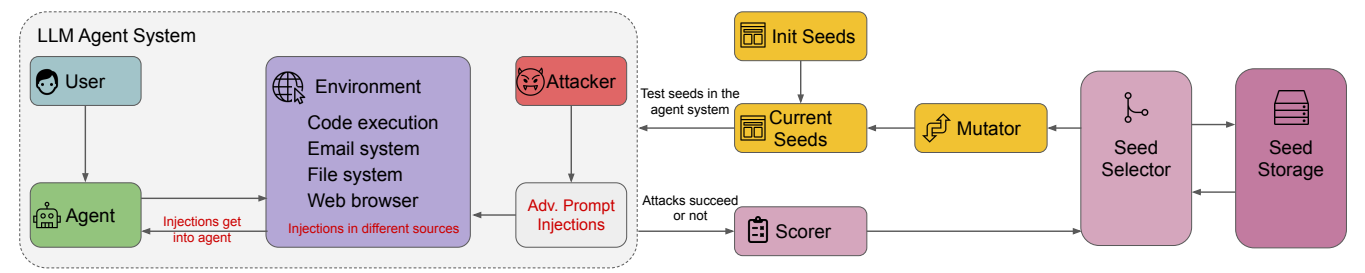 LLM Agent System
User
Environment
Code execution
Email system
File system
Web browser
Injections in different sources
Attacker
Agent
Injections get
into agent
Adv. Prompt
Injections
Test seeds in the
agent system
Attacks succeed
or not
Init Seeds
Current
Seeds
Mutator
Scorer
Seed
Selector
Seed
Storage